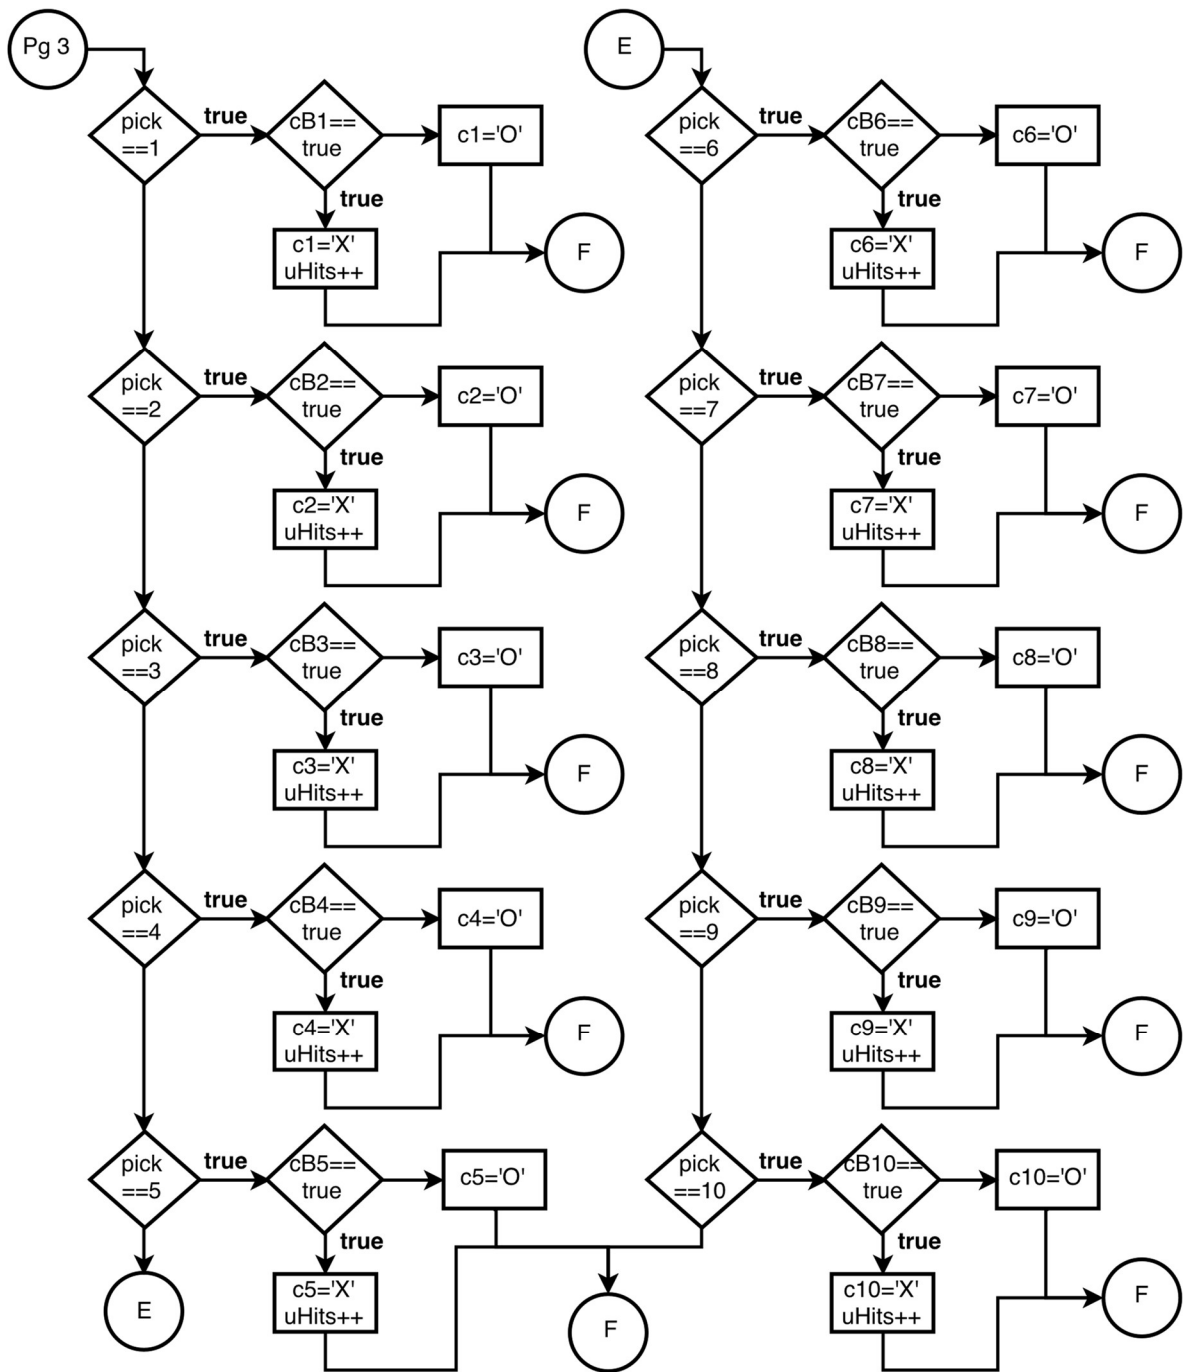 Pg 3
pick
==1
true
cB1==
true
c1='O'
true
c1='X'
uHits++
F
pick
==2
true
cB2==
true
c2='O'
true
c2='X'
uHits++
F
pick
==3
true
cB3==
true
c3='O'
true
c3='X'
uHits++
F
pick
==4
true
cB4==
true
c4='O'
true
c4='X'
uHits++
F
pick
==5
true
cB5==
true
c5='O'
true
c5='X'
uHits++
E
F
E
pick
==6
true
cB6==
true
c6='O'
true
c6='X'
uHits++
F
pick
==7
true
cB7==
true
c7='O'
true
c7='X'
uHits++
F
pick
==8
true
cB8==
true
c8='O'
true
c8='X'
uHits++
F
pick
==9
true
cB9==
true
c9='O'
true
c9='X'
uHits++
F
pick
==10
true
cB10==
true
c10='O'
true
c10='X'
uHits++
F